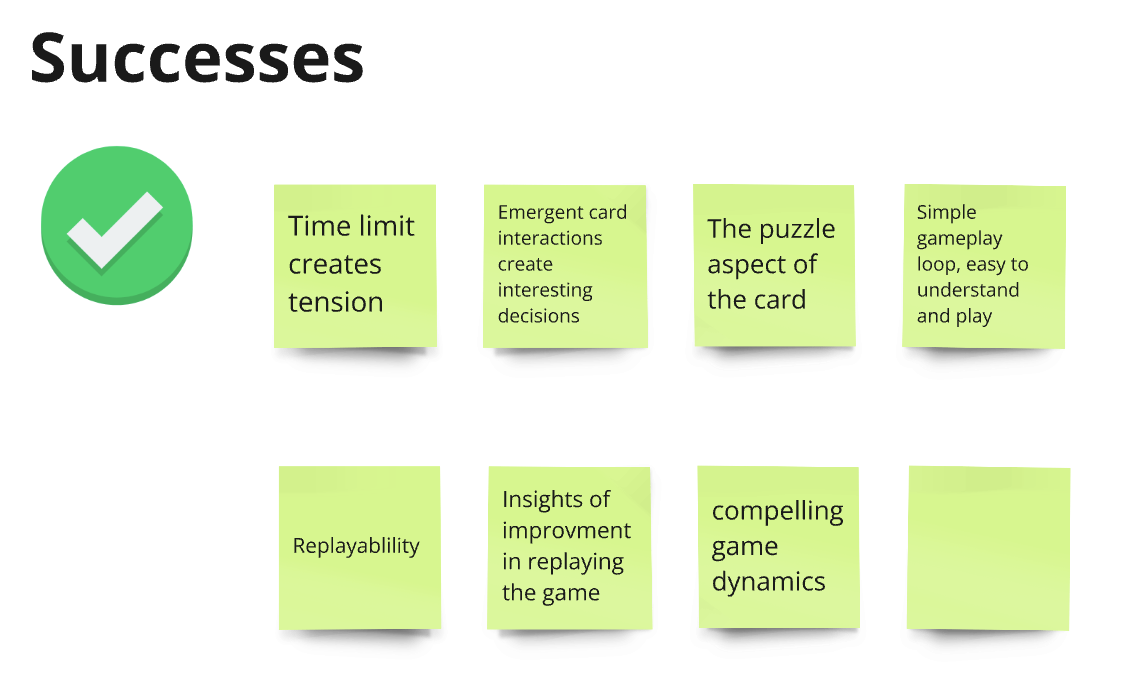 Successes
Time limit
creates
tension
Emergent card
interactions
create
interesting
decisions
The puzzle
aspect of
the card
Simple
gameplay
loop, easy to
understand
and play
Replayablility
Insights of
improvment
in replaying
the game
compelling
game
dynamics